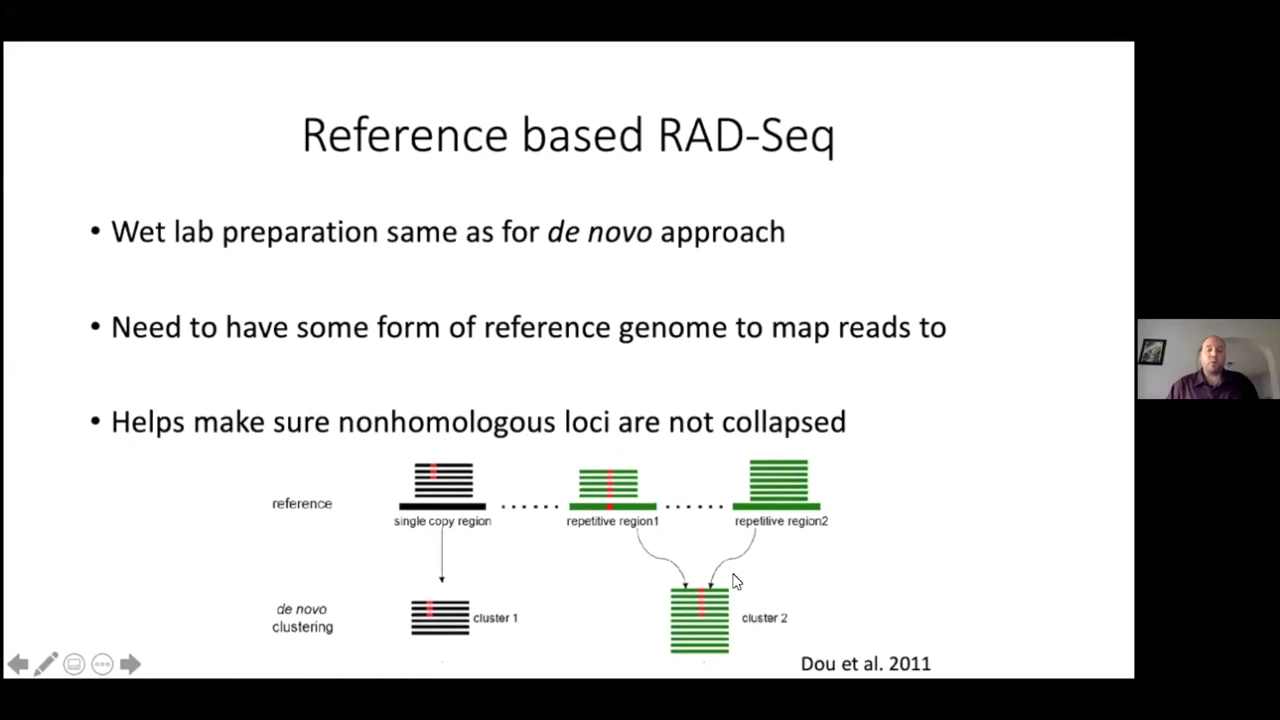 Reference based RAD-Seq
• Wet lab preparation same as for de novo approach
• Need to have some form of reference genome to map reads to
• Helps make sure nonhomologous loci are not collapsed
reference
single copy region
repetitive region1
repetitive region2
de novo
clustering
cluster 1
cluster 2
Dou et al. 2011